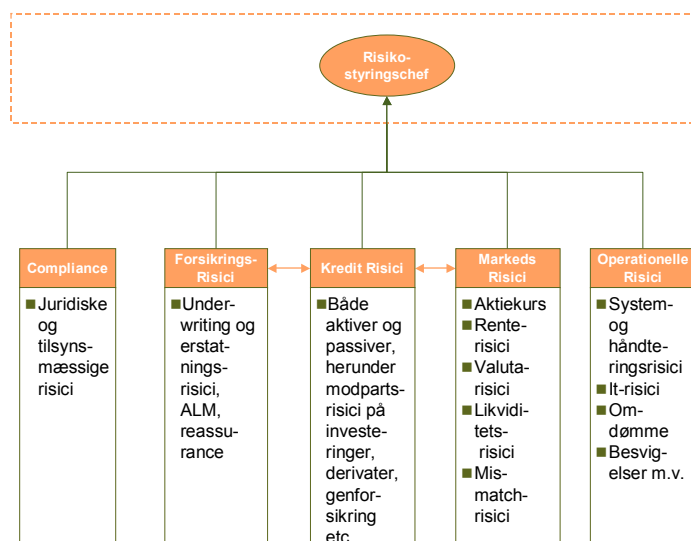 Risiko-
styringschef
Compliance
Juridiske
og
tilsyns-
mæssige
risici
Forsikrings-
Risici
Under-
writing og
erstat-
nings-
risici,
ALM,
reassu-
rance
Kredit Risici
Både
aktiver og
passiver,
herunder
modparts-
risici på
investe-
ringer,
derivater,
genfor-
sikring
etc
Markeds
Risici
Aktiekurs
Rente-
risici
Valuta-
risici
Likvidi-
tets-
risici
Mis-
match-
risici
Operationelle
Risici
System-
og
håndte-
ringsrisici
It-risici
Om-
dømme
Besvig-
elser m.v.